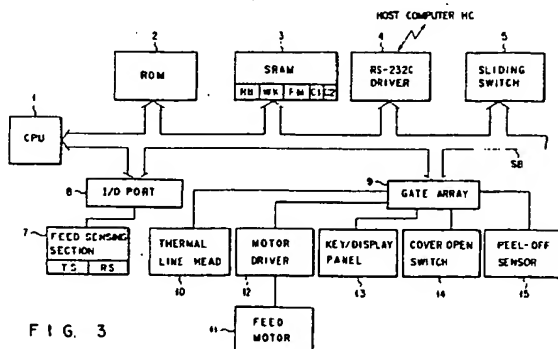 HOST COMPUTER HC
2
3
4
5
ROM
SRAM
RS-232C DRIVER
SLIDING SWITCH
WK FM C1 C2
1
CPU
SB
8
I/O PORT
9
GATE ARRAY
7
FEED SENSING SECTION
TS RS
THERMAL LINE HEAD
MOTOR DRIVER
KEY/DISPLAY PANEL
COVER OPEN SWITCH
PEEL-OFF SENSOR
10
12
13
14
15
11
FEED MOTOR
FIG. 3